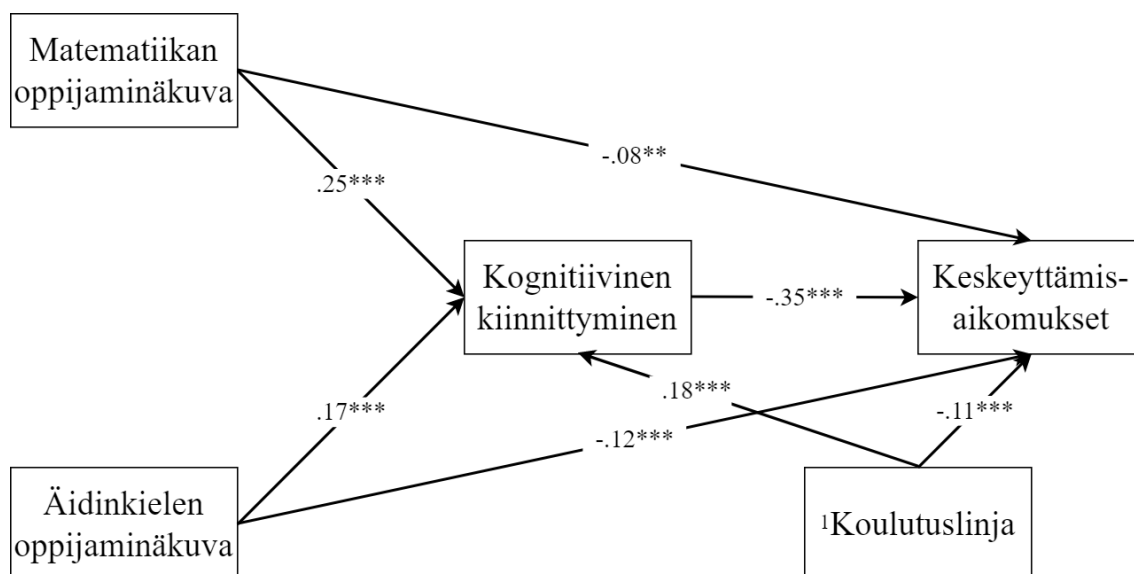 Matematiikan
oppijaminäkuva
-.08**
.25***
Kognitiivinen
kiinnittyminen
-.35***
Keskeyttämis-
aikomukset
.18***
.17***
-.11***
-.12***
Äidinkielen
oppijaminäkuva
¹Koulutuslinja